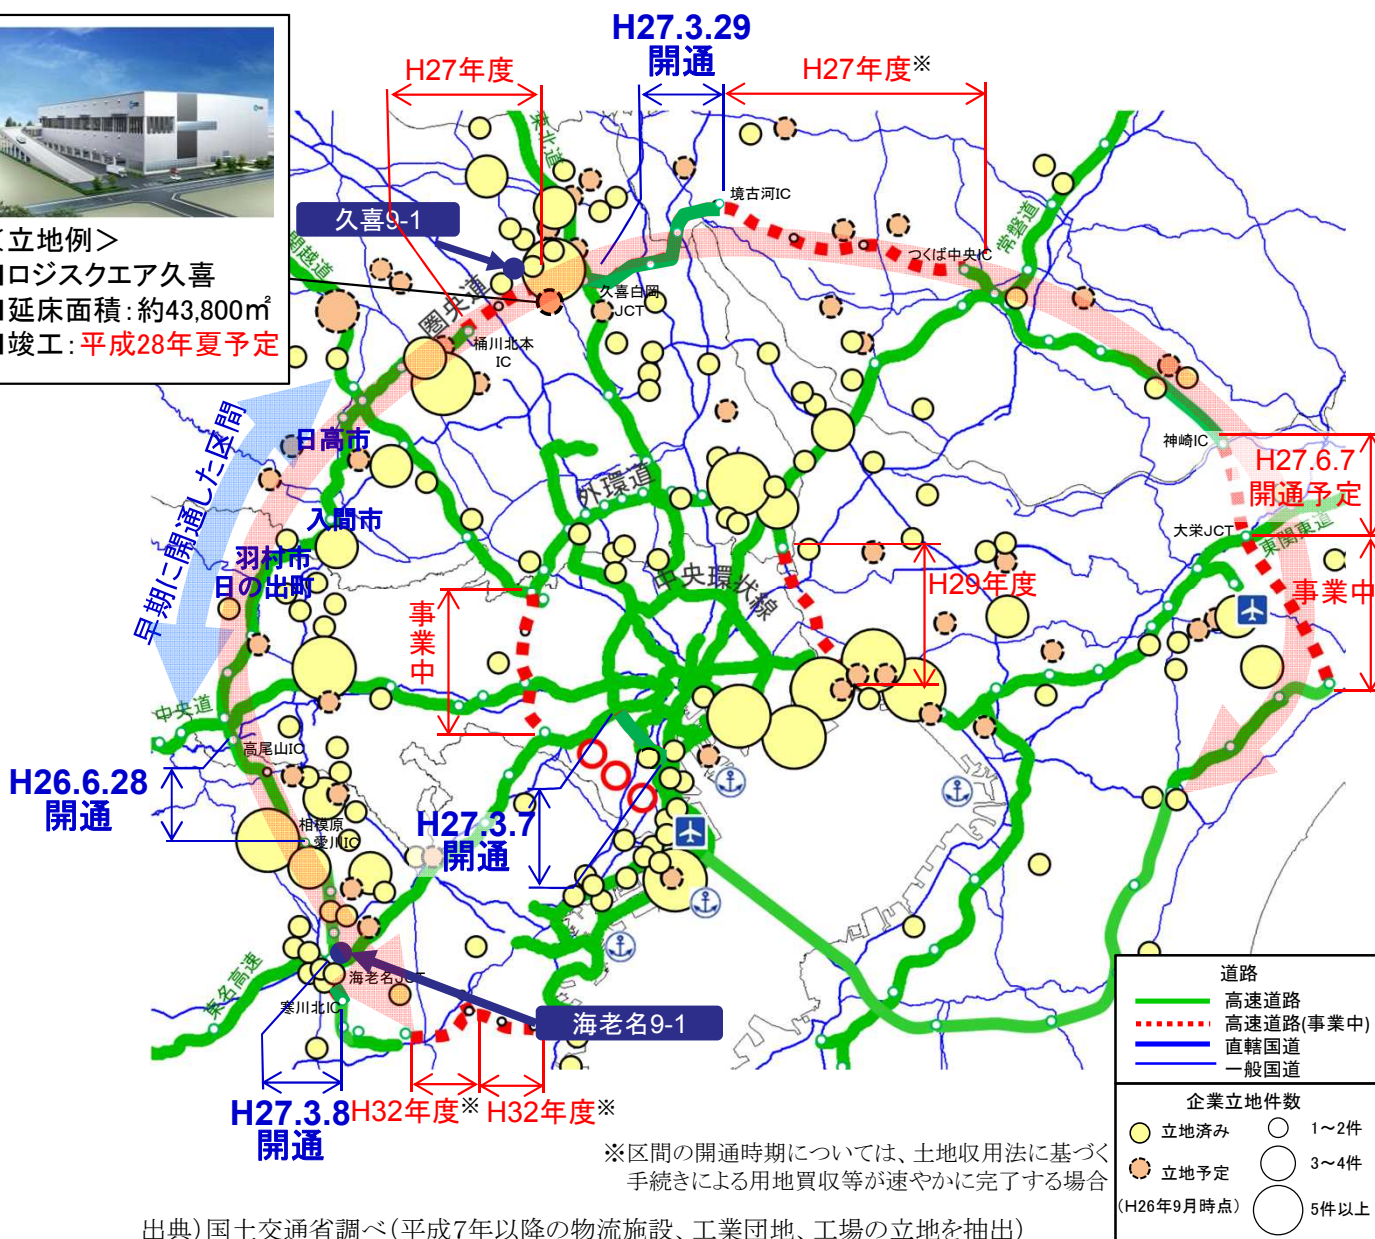 H27.3.29
開通
H27年度
H27年度※
東北道
境古河IC
久喜9-1
＜立地例＞
ロジスクエア久喜
延床面積：約43,800㎡
竣工：平成28年夏予定
関越道
圏央道
久喜白岡
JCT
つくば中央IC
常磐道
桶川北本
IC
早期に開通した区間
日高市
入間市
羽村市
日の出町
外環道
中央環状線
神崎IC
H27.6.7
開通予定
大栄JCT
東関東道
事業中
H29年度
事業中
中央道
高尾山IC
H26.6.28
開通
相模原
愛川IC
H27.3.7
開通
東名高速
海老名JCT
寒川北IC
海老名9-1
H27.3.8
開通
H32年度※
H32年度※
道路
高速道路
高速道路(事業中)
直轄国道
一般国道
企業立地件数
立地済み
1～2件
立地予定
3～4件
(H26年9月時点)
5件以上
※区間の開通時期については、土地収用法に基づく
手続きによる用地買収等が速やかに完了する場合
出典）国土交通省調べ（平成7年以降の物流施設、工業団地、工場の立地を抽出）